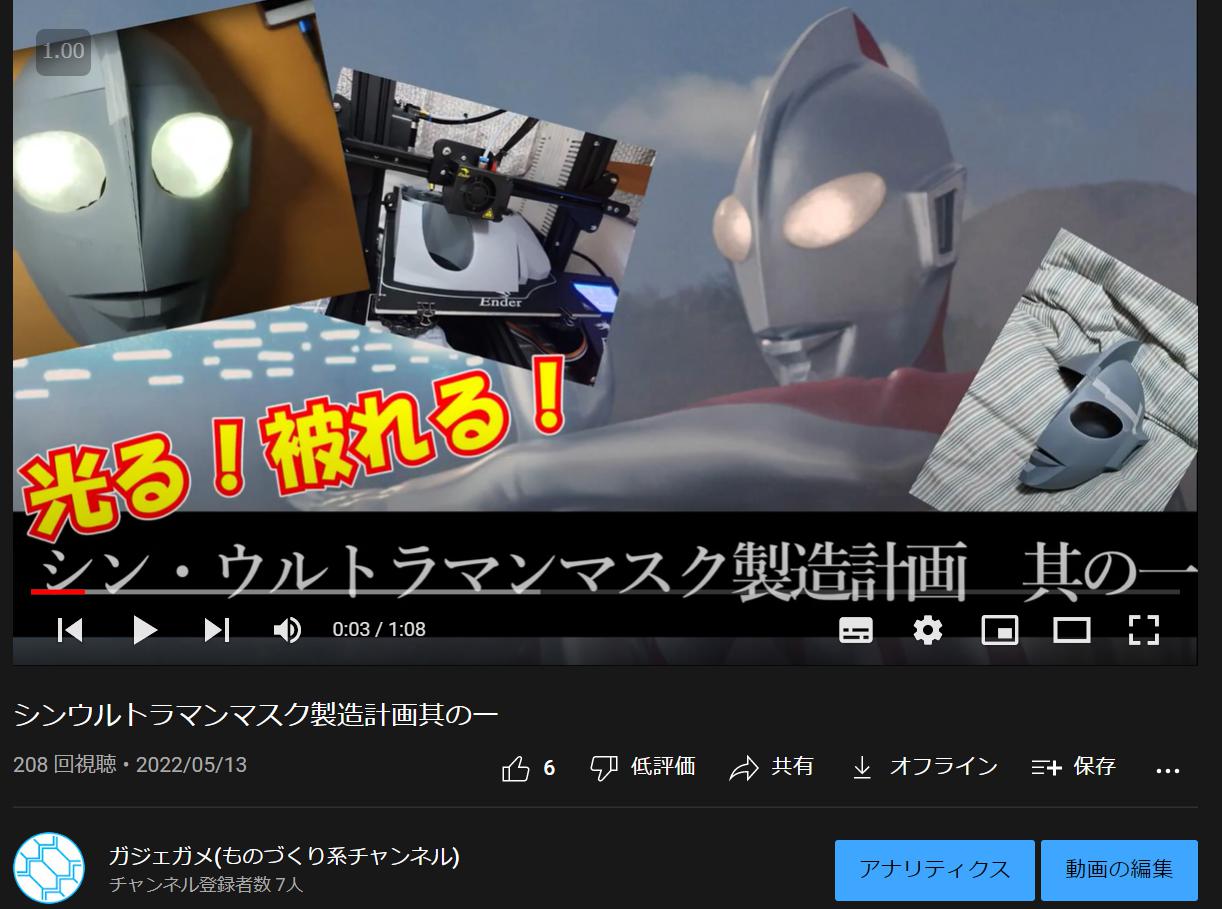 1.00
Ender
光る！被れる！
シン・ウルトラマンマスク製造計画　其の一
0:03 / 1:08
シンウルトラマンマスク製造計画其の一
208 回視聴・2022/05/13
6 低評価 共有 オフライン 保存 ...
ガジェガメ(ものづくり系チャンネル)
チャンネル登録者数 7人
アナリティクス 動画の編集